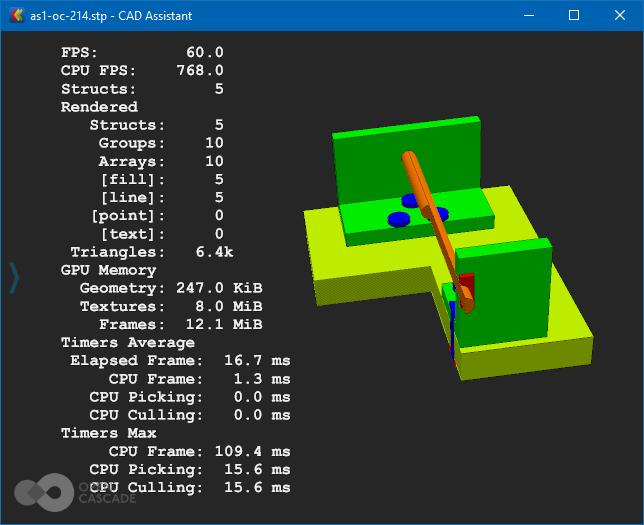 as1-oc-214.stp - CAD Assistant
FPS: 60.0
CPU FPS: 768.0
Structs: 5
Rendered
Structs: 5
Groups: 10
Arrays: 10
[fill]: 5
[line]: 5
[point]: 0
[text]: 0
Triangles: 6.4k
GPU Memory
Geometry: 247.0 KiB
Textures: 8.0 MiB
Frames: 12.1 MiB
Timers Average
Elapsed Frame: 16.7 ms
CPU Frame: 1.3 ms
CPU Picking: 0.0 ms
CPU Culling: 0.0 ms
Timers Max
CPU Frame: 109.4 ms
CPU Picking: 15.6 ms
CPU Culling: 15.6 ms
OPEN
CASCADE